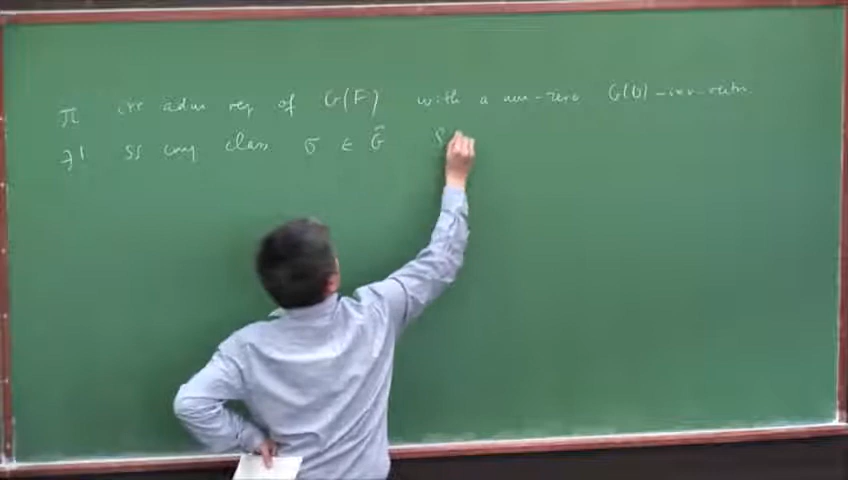 π irr adm rep of G(F) with a non-zero G(O)-inv vector.
∃! ss conj class σ ∈ Ĝ s